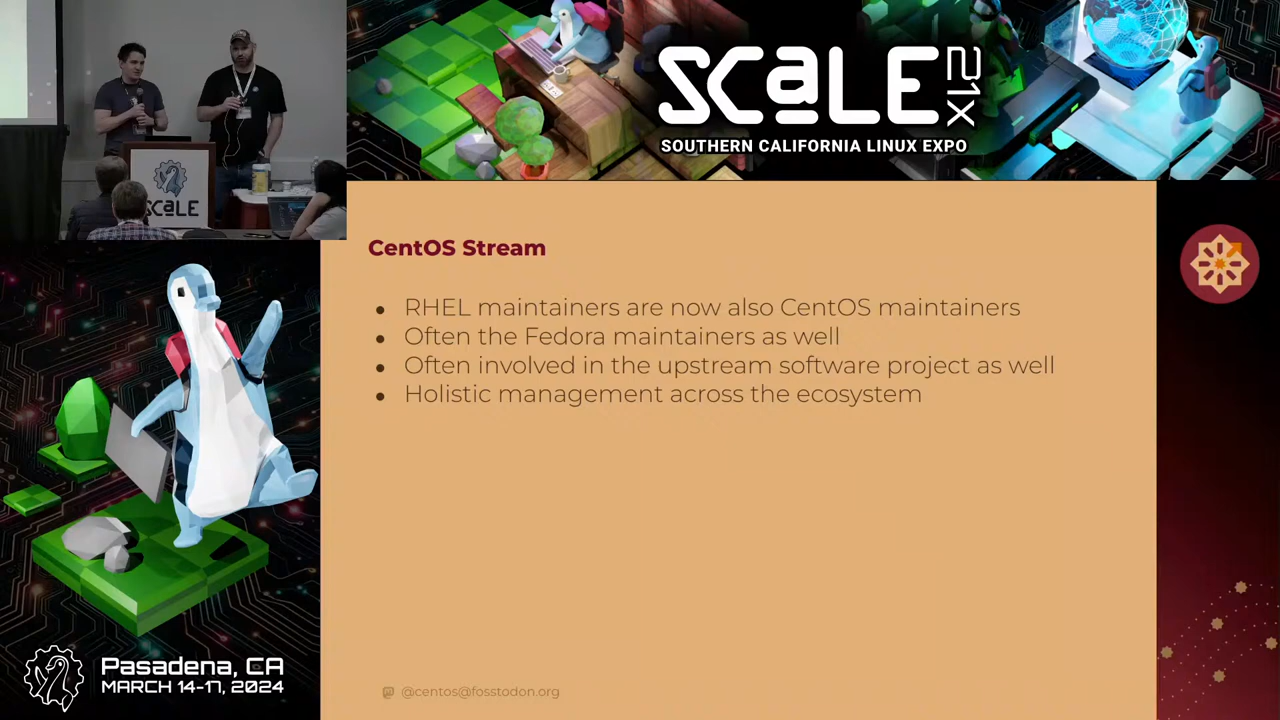 SCaLE 21X
SOUTHERN CALIFORNIA LINUX EXPO
SCaLE
CentOS Stream
RHEL maintainers are now also CentOS maintainers
Often the Fedora maintainers as well
Often involved in the upstream software project as well
Holistic management across the ecosystem
@centos@fosstodon.org
Pasadena, CA
MARCH 14-17, 2024